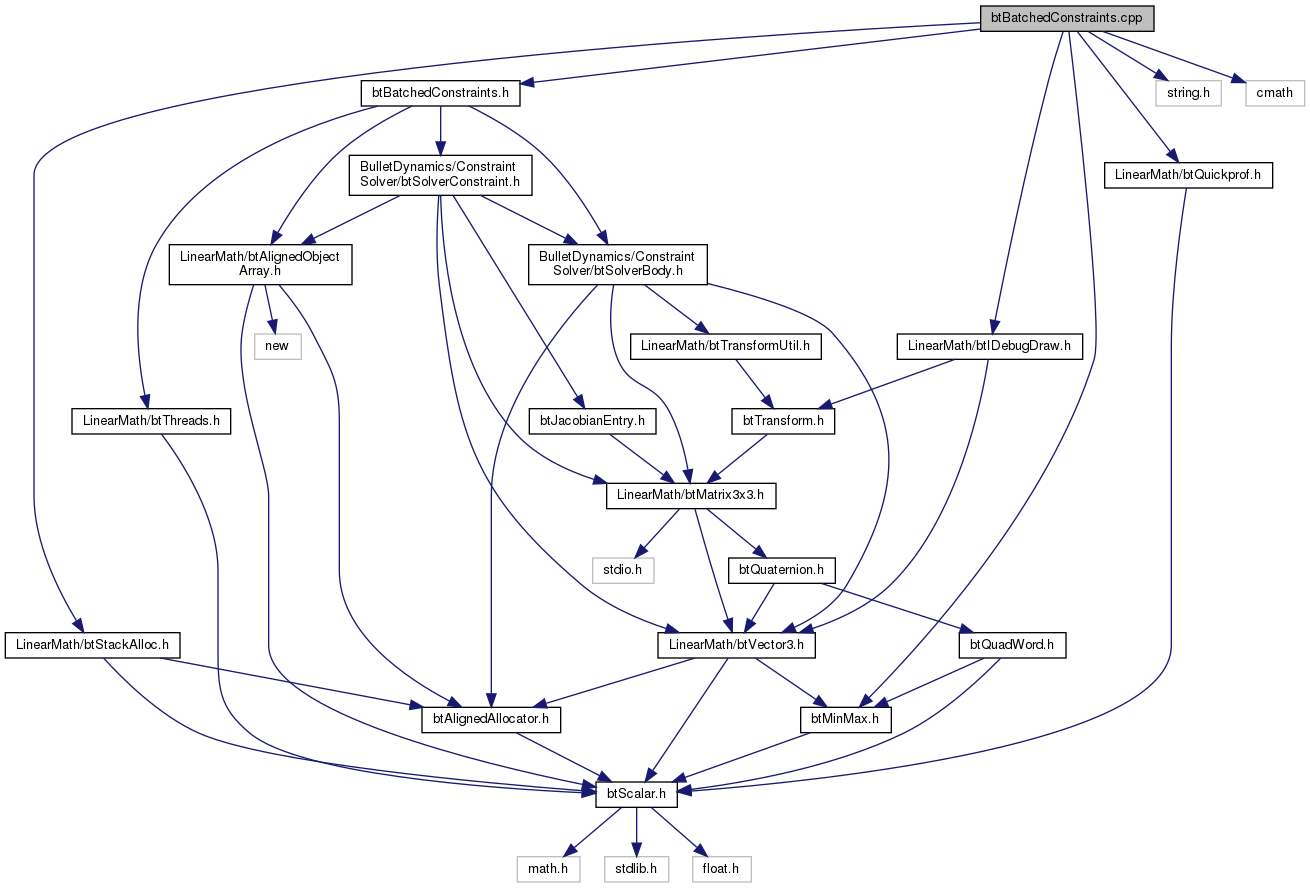 btBatchedConstraints.cpp
btBatchedConstraints.h
string.h
cmath
BulletDynamics/Constraint
Solver/btSolverConstraint.h
LinearMath/btQuickprof.h
LinearMath/btAlignedObject
Array.h
BulletDynamics/Constraint
Solver/btSolverBody.h
new
LinearMath/btTransformUtil.h
LinearMath/btIDebugDraw.h
LinearMath/btThreads.h
btJacobianEntry.h
btTransform.h
LinearMath/btMatrix3x3.h
stdio.h
btQuaternion.h
LinearMath/btStackAlloc.h
LinearMath/btVector3.h
btQuadWord.h
btAlignedAllocator.h
btMinMax.h
btScalar.h
math.h
stdlib.h
float.h